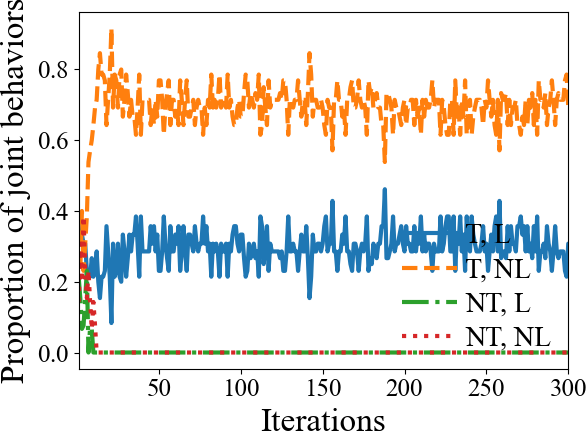 Proportion of joint behaviors
0.8
0.6
0.4
0.2
0.0
T, L
T, NL
NT, L
NT, NL
50
100
150
200
250
300
Iterations